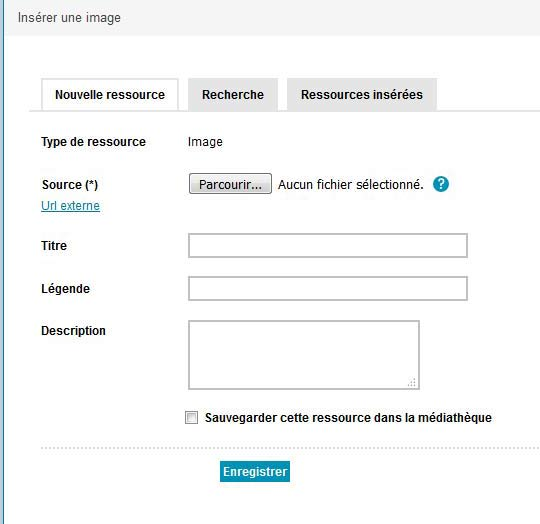 Insérer une image
Nouvelle ressource Recherche Ressources insérées
Type de ressource Image
Source (*) Parcourir... Aucun fichier sélectionné. ?
Url externe
Titre
Légende
Description
Sauvegarder cette ressource dans la médiathèque
Enregistrer